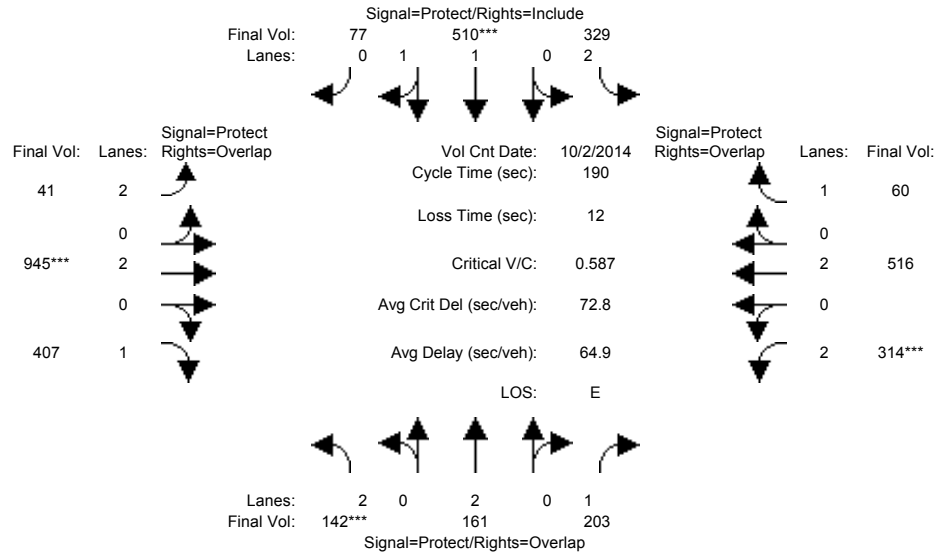 Signal=Protect/Rights=Include
Final Vol: 77 510*** 329
Lanes: 0 1 1 0 2
Signal=Protect
Final Vol: Lanes: Rights=Overlap
Vol Cnt Date: 10/2/2014
Signal=Protect
Rights=Overlap Lanes: Final Vol:
Cycle Time (sec): 190
41 2
1 60
Loss Time (sec): 12
0
0
945*** 2
Critical V/C: 0.587
2 516
0
Avg Crit Del (sec/veh): 72.8
0
407 1
Avg Delay (sec/veh): 64.9
2 314***
LOS: E
Lanes: 2 0 2 0 1
Final Vol: 142*** 161 203
Signal=Protect/Rights=Overlap